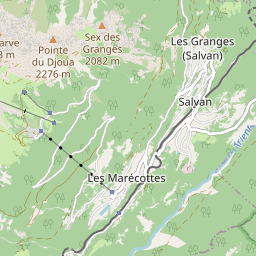 Sex des
Granges
2082 m
Pointe
du Djoua
2276 m
Les Granges
(Salvan)
Salvan
Les Marécottes